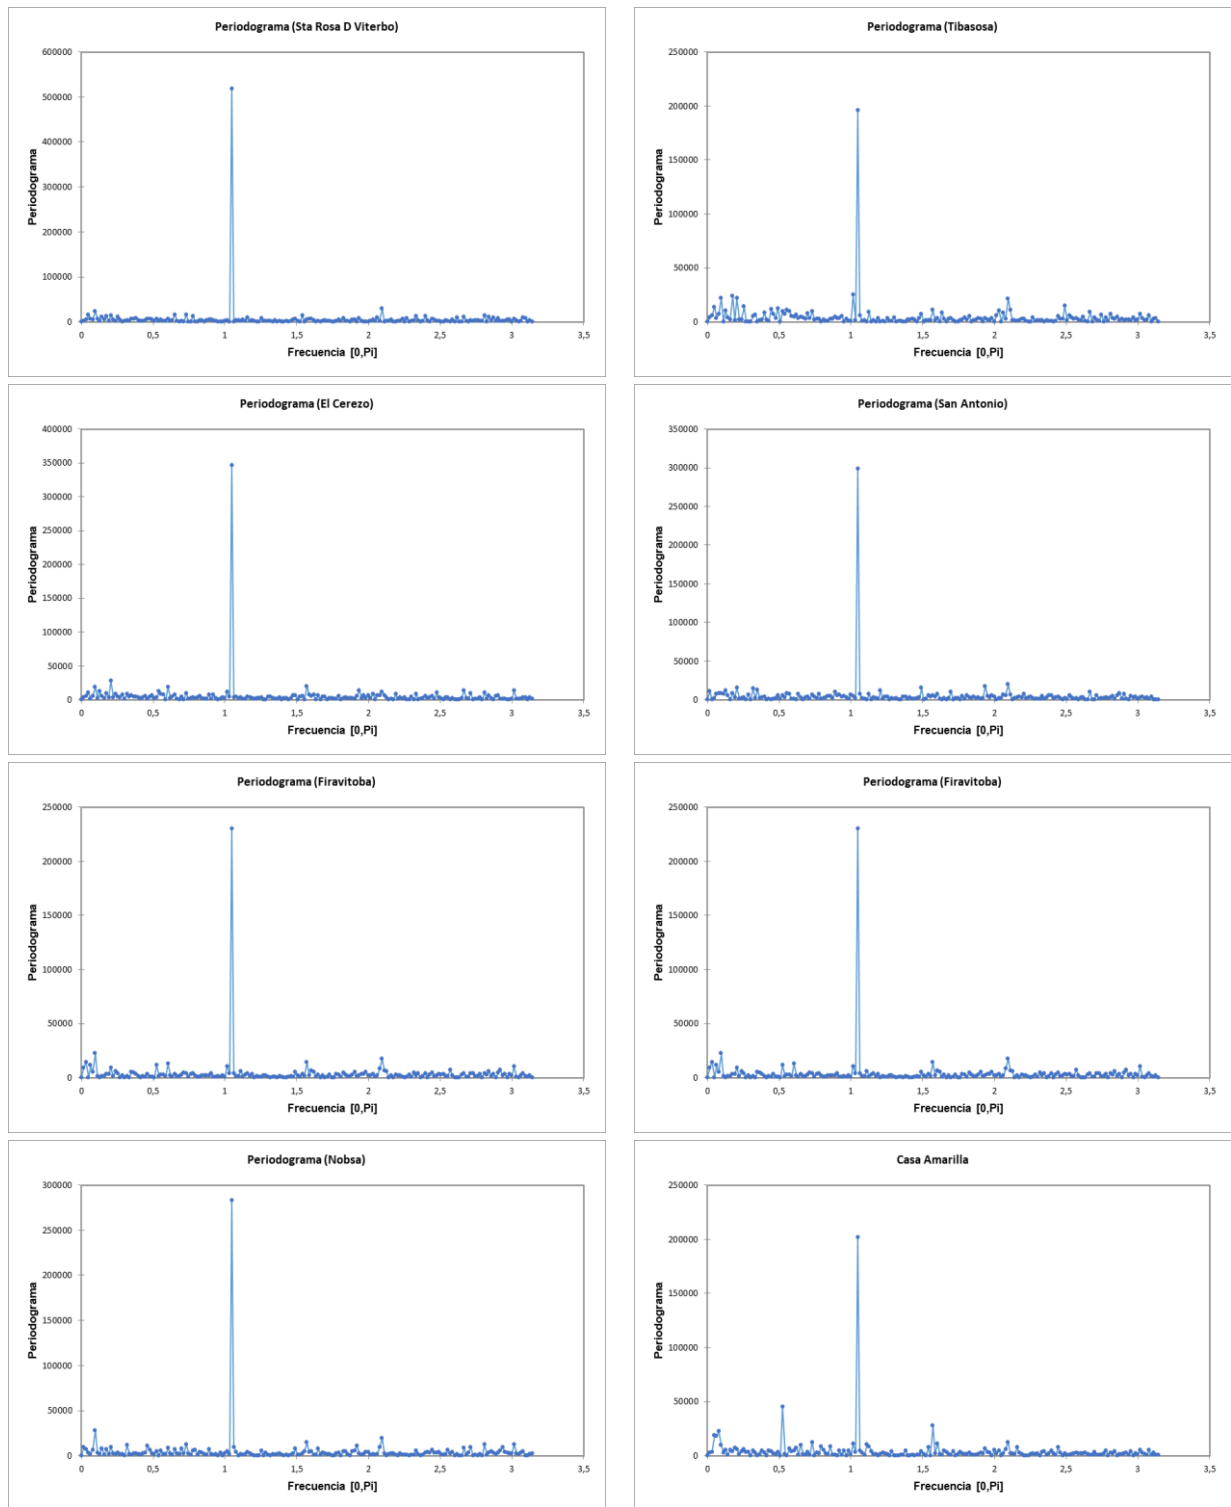 Periodograma (Sta Rosa D Viterbo)
600000
500000
400000
300000
200000
100000
0
0 0,5 1 1,5 2 2,5 3 3,5
Periodograma
Frecuencia [0,Pi]
Periodograma (Tibasosa)
250000
200000
150000
100000
50000
0
0 0,5 1 1,5 2 2,5 3 3,5
Periodograma
Frecuencia [0,Pi]
Periodograma (El Cerezo)
400000
350000
300000
250000
200000
150000
100000
50000
0
0 0,5 1 1,5 2 2,5 3 3,5
Periodograma
Frecuencia [0,Pi]
Periodograma (San Antonio)
350000
300000
250000
200000
150000
100000
50000
0
0 0,5 1 1,5 2 2,5 3 3,5
Periodograma
Frecuencia [0,Pi]
Periodograma (Firavitoba)
250000
200000
150000
100000
50000
0
0 0,5 1 1,5 2 2,5 3 3,5
Periodograma
Frecuencia [0,Pi]
Periodograma (Firavitoba)
250000
200000
150000
100000
50000
0
0 0,5 1 1,5 2 2,5 3 3,5
Periodograma
Frecuencia [0,Pi]
Periodograma (Nobsa)
300000
250000
200000
150000
100000
50000
0
0 0,5 1 1,5 2 2,5 3 3,5
Periodograma
Frecuencia [0,Pi]
Casa Amarilla
250000
200000
150000
100000
50000
0
0 0,5 1 1,5 2 2,5 3 3,5
Periodograma
Frecuencia [0,Pi]